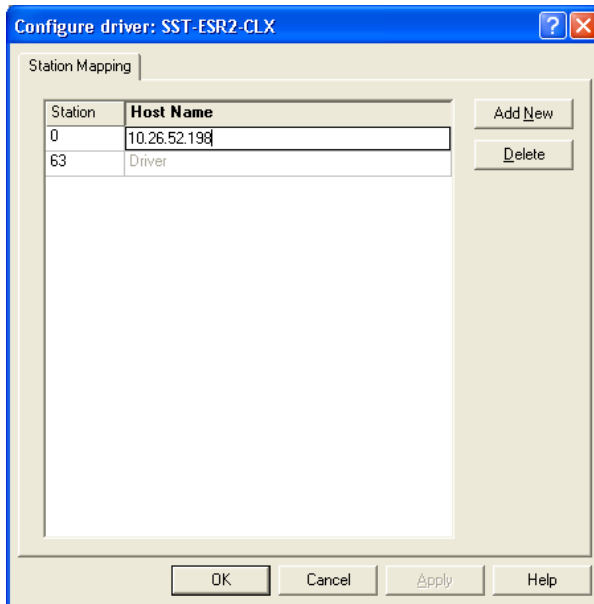 Configure driver: SST-ESR2-CLX
Station Mapping
Station Host Name
0 10.26.52.198
63 Driver
Add New
Delete
OK Cancel Apply Help